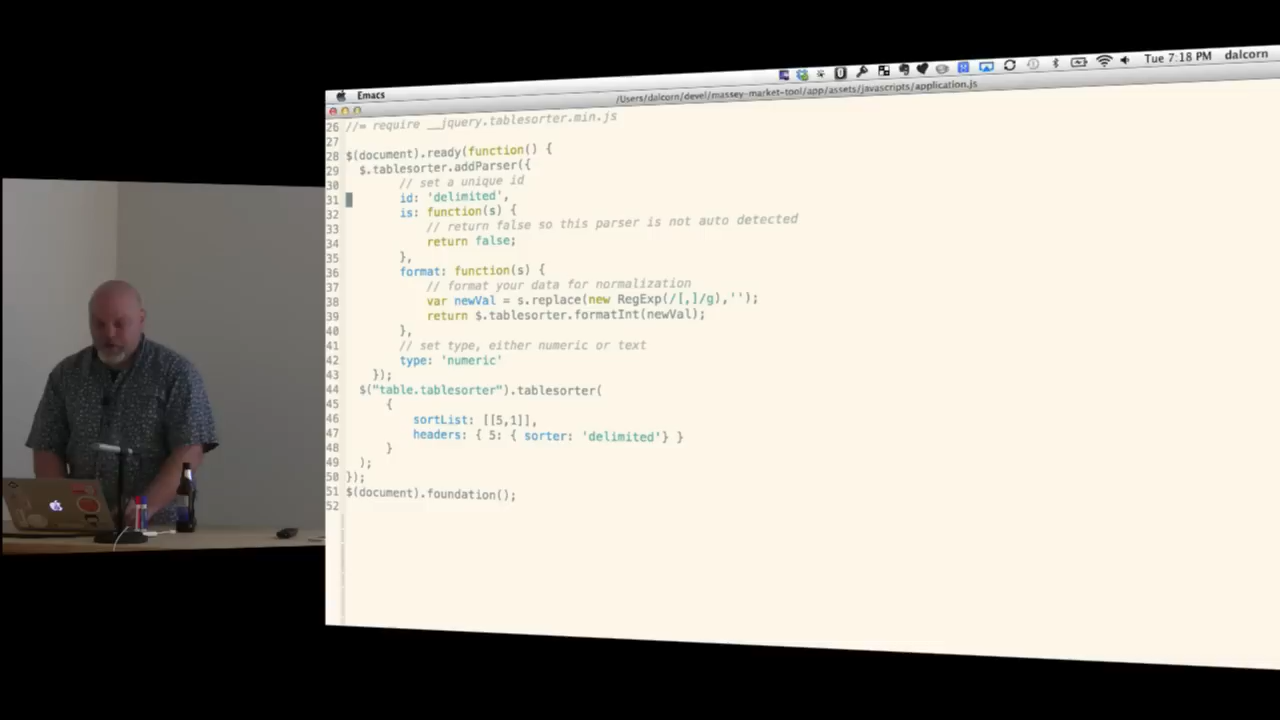 Emacs
Tue 7:18 PM dalcorn
/Users/dalcorn/devel/massey-market-tool/app/assets/javascripts/application.js
26 //= require __jquery.tablesorter.min.js
27
28 $(document).ready(function() {
29 $.tablesorter.addParser({
30 // set a unique id
31 id: 'delimited',
32 is: function(s) {
33 // return false so this parser is not auto detected
34 return false;
35 },
36 format: function(s) {
37 // format your data for normalization
38 var newVal = s.replace(new RegExp(/[,]/g),'');
39 return $.tablesorter.formatInt(newVal);
40 },
41 // set type, either numeric or text
42 type: 'numeric'
43 });
44 $("table.tablesorter").tablesorter(
45 {
46 sortList: [[5,1]],
47 headers: { 5: { sorter: 'delimited'} }
48 }
49 );
50 });
51 $(document).foundation();
52